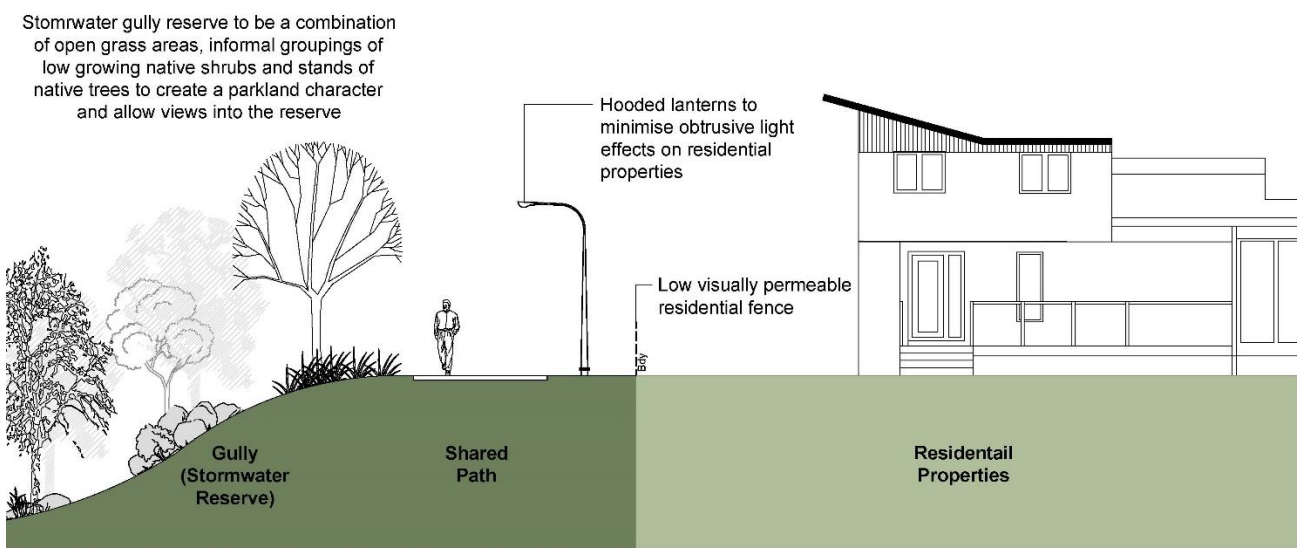 Stomrwater gully reserve to be a combination
of open grass areas, informal groupings of
low growing native shrubs and stands of
native trees to create a parkland character
and allow views into the reserve
Hooded lanterns to
minimise obtrusive light
effects on residential
properties
Low visually permeable
residential fence
Bdy
Gully
(Stormwater
Reserve)
Shared
Path
Residentail
Properties